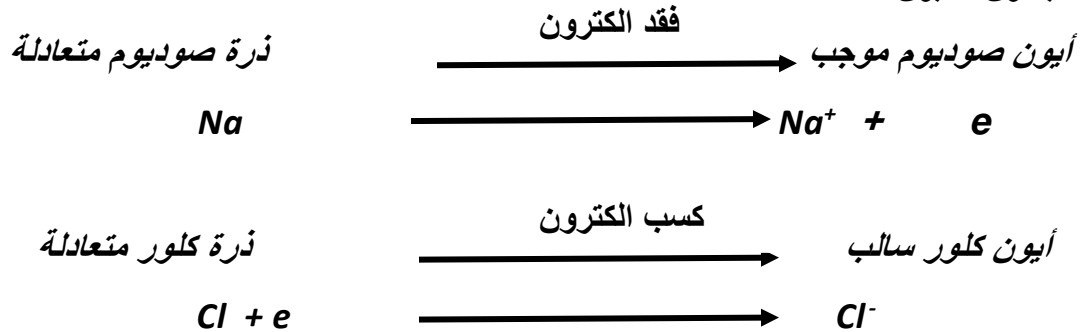 فقد الكترون
ذرة صوديوم متعادلة أيون صوديوم موجب
Na Na⁺ + e
كسب الكترون
ذرة كلور متعادلة أيون كلور سالب
Cl + e Cl⁻